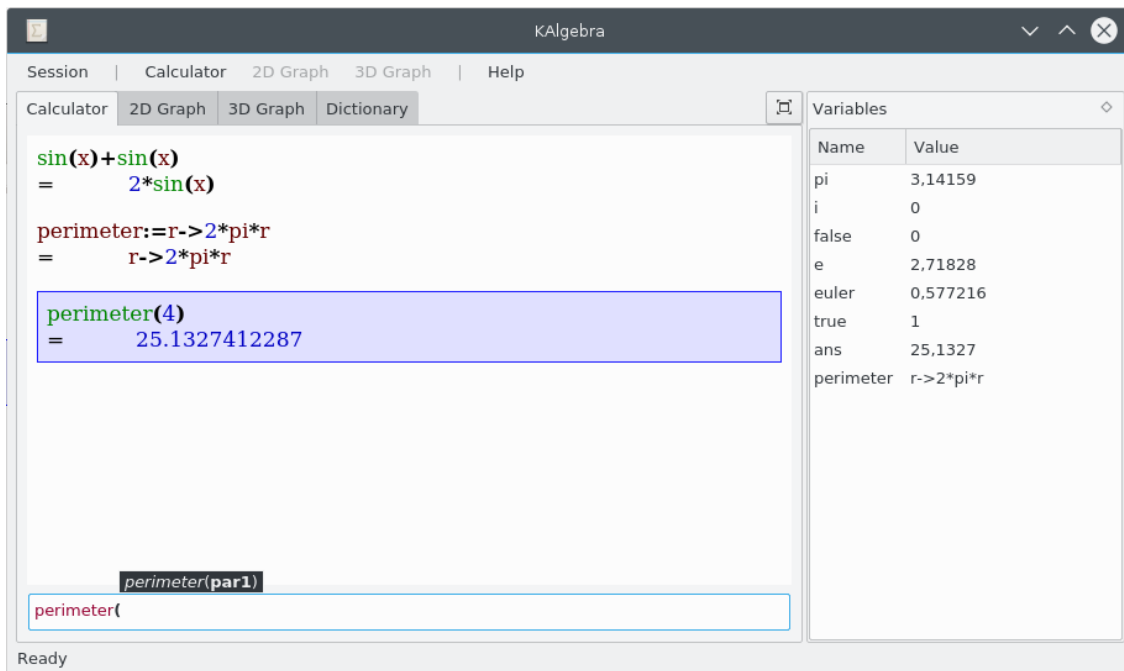 KAlgebra
Session | Calculator 2D Graph 3D Graph | Help
Calculator 2D Graph 3D Graph Dictionary
sin(x)+sin(x)
= 2*sin(x)
perimeter:=r->2*pi*r
= r->2*pi*r
perimeter(4)
= 25.1327412287
perimeter(par1)
perimeter(
Variables
Name Value
pi 3,14159
i 0
false 0
e 2,71828
euler 0,577216
true 1
ans 25,1327
perimeter r->2*pi*r
Ready